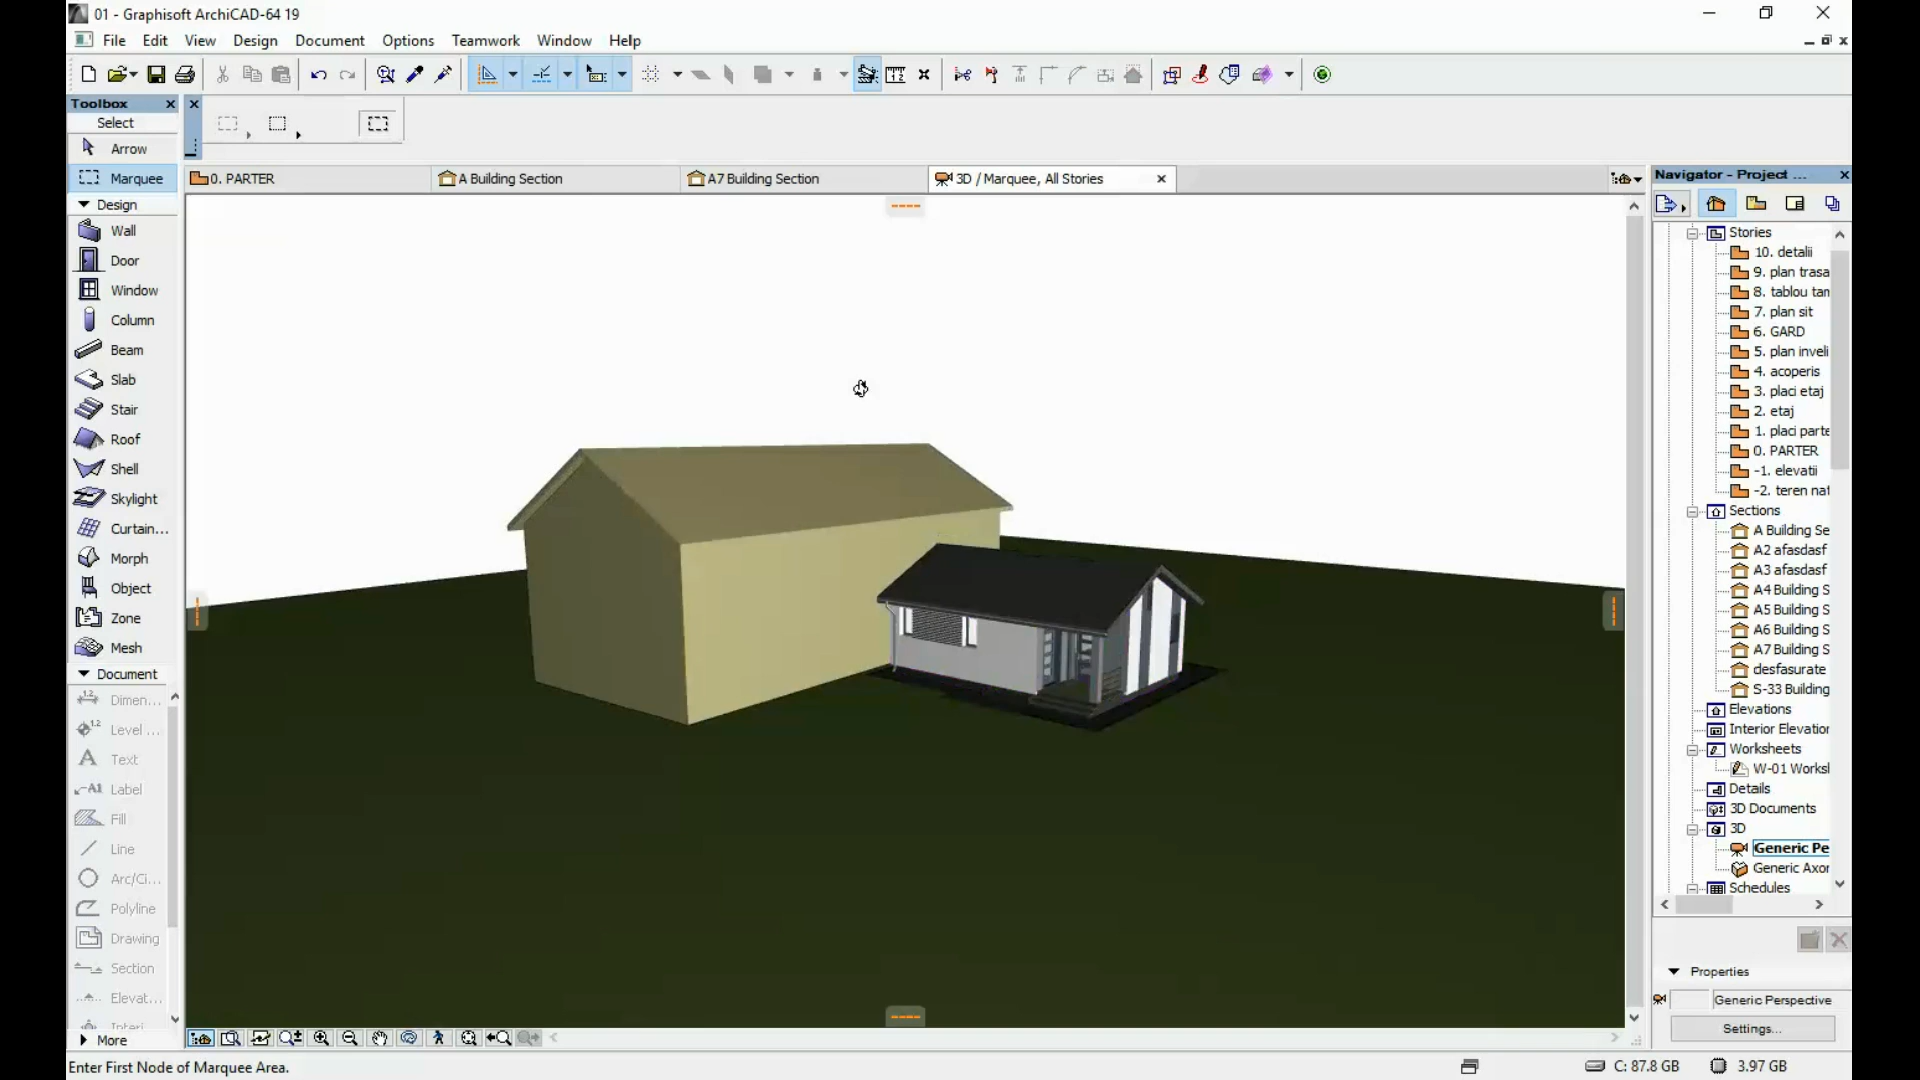 01 - Graphisoft ArchiCAD-64 19
File Edit View Design Document Options Teamwork Window Help
Toolbox
Select
Arrow
Marquee
Design
Wall
Door
Window
Column
Beam
Slab
Stair
Roof
Shell
Skylight
Curtain...
Morph
Object
Zone
Mesh
Document
Dimen...
Level ...
Text
Label
Fill
Line
Arc/Ci...
Polyline
Drawing
Section
Elevat...
Interi
More
0. PARTER
A Building Section
A7 Building Section
3D / Marquee, All Stories
Navigator - Project ...
Stories
10. detalii
9. plan trasa
8. tablou tam
7. plan sit
6. GARD
5. plan inveli
4. acoperis
3. placi etaj
2. etaj
1. placi parte
0. PARTER
-1. elevatii
-2. teren nat
Sections
A Building Se
A2 afasdasf
A3 afasdasf
A4 Building S
A5 Building S
A6 Building S
A7 Building S
desfasurate
S-33 Building
Elevations
Interior Elevation
Worksheets
W-01 Works
Details
3D Documents
3D
Generic Pe
Generic Axon
Schedules
Properties
Generic Perspective
Settings...
Enter First Node of Marquee Area.
C: 87.8 GB
3.97 GB